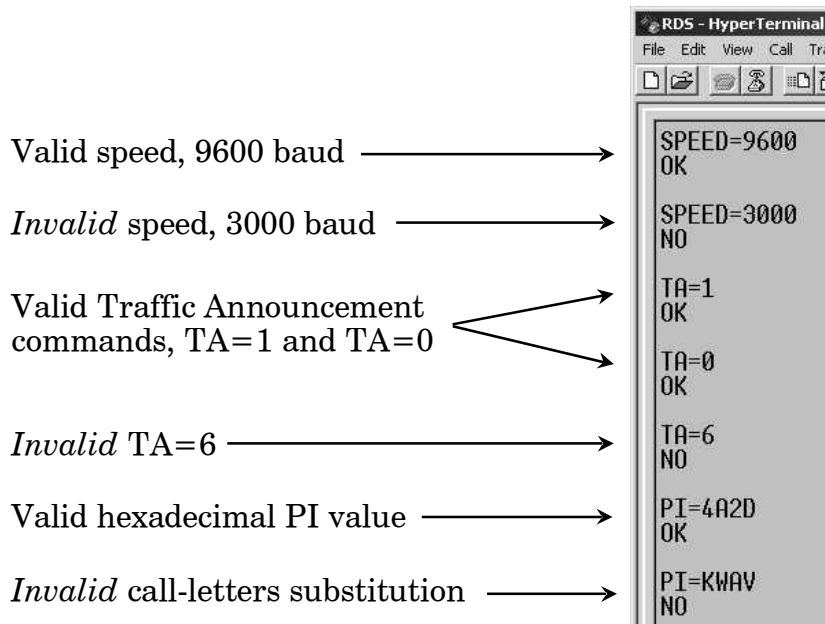 RDS - HyperTerminal
File Edit View Call
Valid speed, 9600 baud
SPEED=9600
OK
Invalid speed, 3000 baud
SPEED=3000
NO
Valid Traffic Announcement
commands, TA=1 and TA=0
TA=1
OK
TA=0
OK
Invalid TA=6
TA=6
NO
Valid hexadecimal PI value
PI=4A2D
OK
Invalid call-letters substitution
PI=KWAV
NO